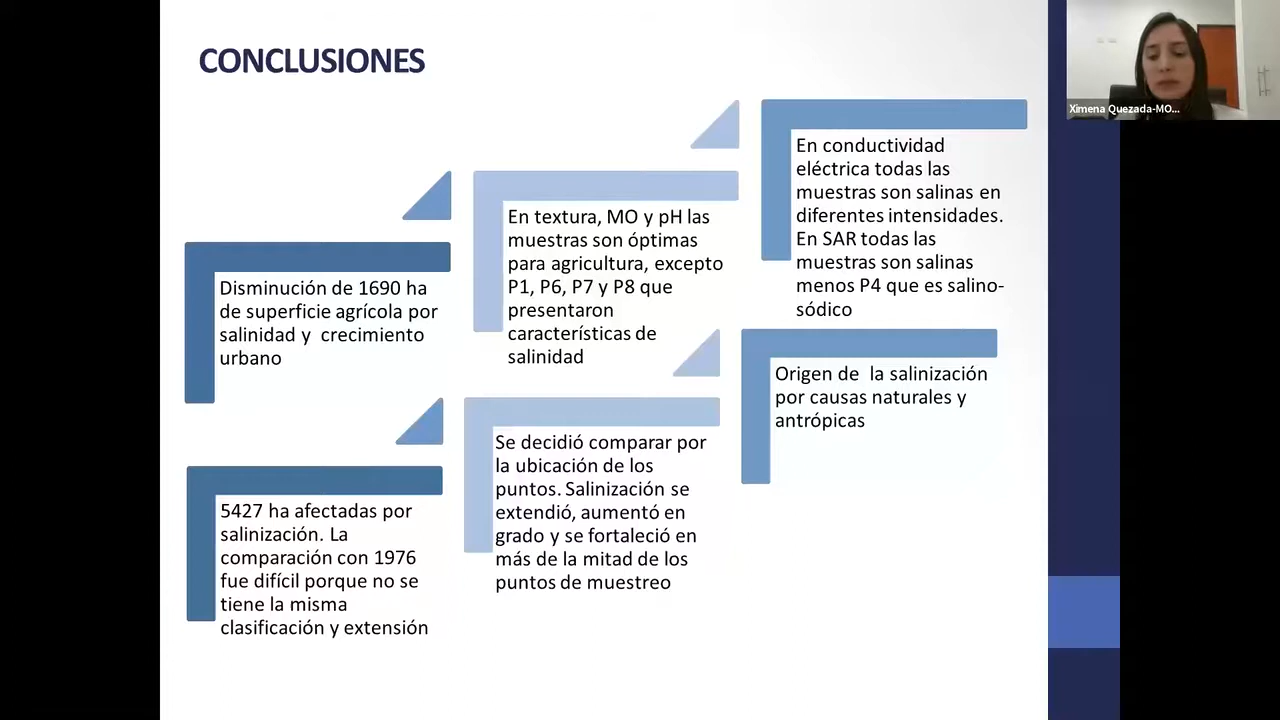 CONCLUSIONES
Ximena Quezada-MO...
Disminución de 1690 ha
de superficie agrícola por
salinidad y crecimiento
urbano
En textura, MO y pH las
muestras son óptimas
para agricultura, excepto
P1, P6, P7 y P8 que
presentaron
características de
salinidad
En conductividad
eléctrica todas las
muestras son salinas en
diferentes intensidades.
En SAR todas las
muestras son salinas
menos P4 que es salino-
sódico
5427 ha afectadas por
salinización. La
comparación con 1976
fue difícil porque no se
tiene la misma
clasificación y extensión
Se decidió comparar por
la ubicación de los
puntos. Salinización se
extendió, aumentó en
grado y se fortaleció en
más de la mitad de los
puntos de muestreo
Origen de la salinización
por causas naturales y
antrópicas